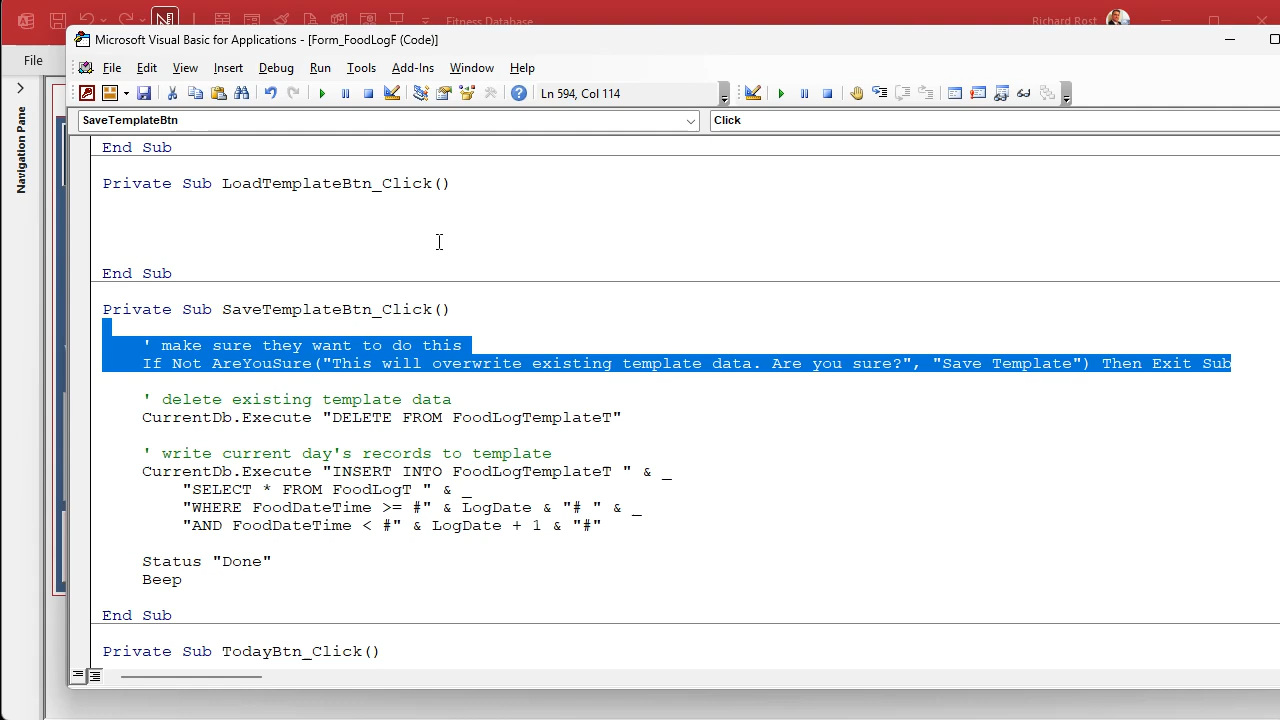 Fitness Database
Richard Rost
File
Microsoft Visual Basic for Applications - [Form_FoodLogF (Code)]
File Edit View Insert Debug Run Tools Add-Ins Window Help
Ln 594, Col 114
SaveTemplateBtn
Click
Navigation Pane
End Sub
Private Sub LoadTemplateBtn_Click()
End Sub
Private Sub SaveTemplateBtn_Click()
' make sure they want to do this
If Not AreYouSure("This will overwrite existing template data. Are you sure?", "Save Template") Then Exit Sub
' delete existing template data
CurrentDb.Execute "DELETE FROM FoodLogTemplateT"
' write current day's records to template
CurrentDb.Execute "INSERT INTO FoodLogTemplateT " & _
"SELECT * FROM FoodLogT " & _
"WHERE FoodDateTime >= #" & LogDate & "# " & _
"AND FoodDateTime < #" & LogDate + 1 & "#"
Status "Done"
Beep
End Sub
Private Sub TodayBtn_Click()